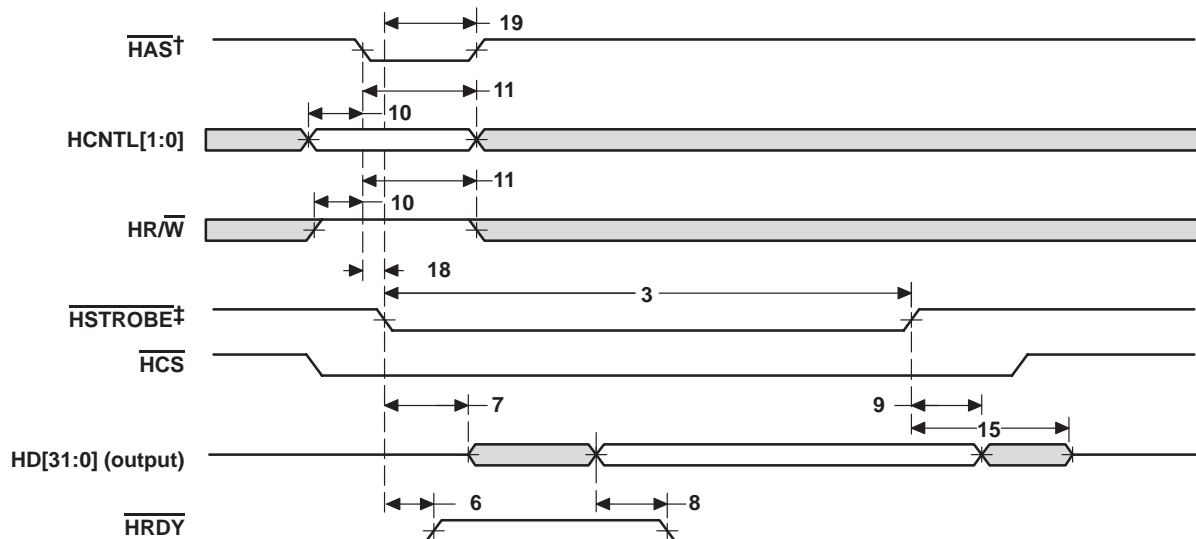 19
HAS†
11
10
HCNTL[1:0]
11
10
HR/W
18
3
HSTROBE‡
HCS
7
9
15
HD[31:0] (output)
6
8
HRDY